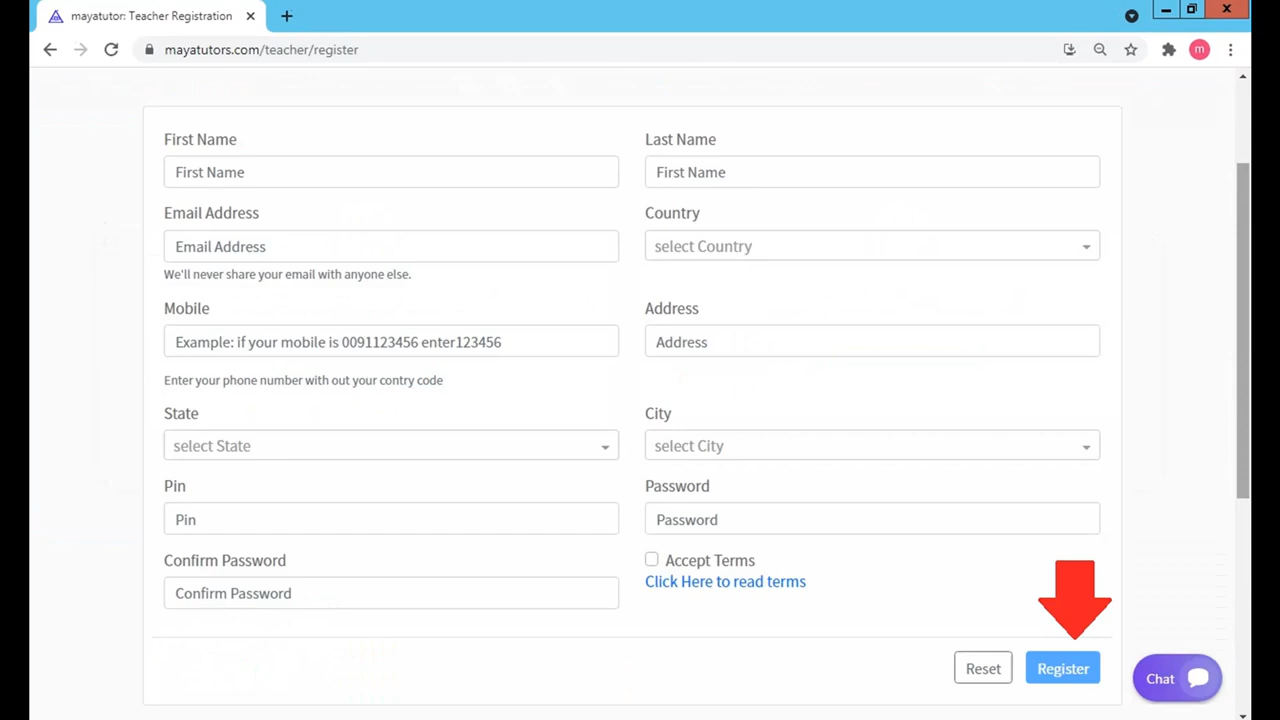 mayatutor: Teacher Registration
mayatutors.com/teacher/register
m
First Name
Last Name
First Name
First Name
Email Address
Country
Email Address
select Country
We'll never share your email with anyone else.
Mobile
Address
Example: if your mobile is 0091123456 enter123456
Address
Enter your phone number with out your contry code
State
City
select State
select City
Pin
Password
Pin
Password
Confirm Password
Accept Terms
Click Here to read terms
Confirm Password
Reset
Register
Chat